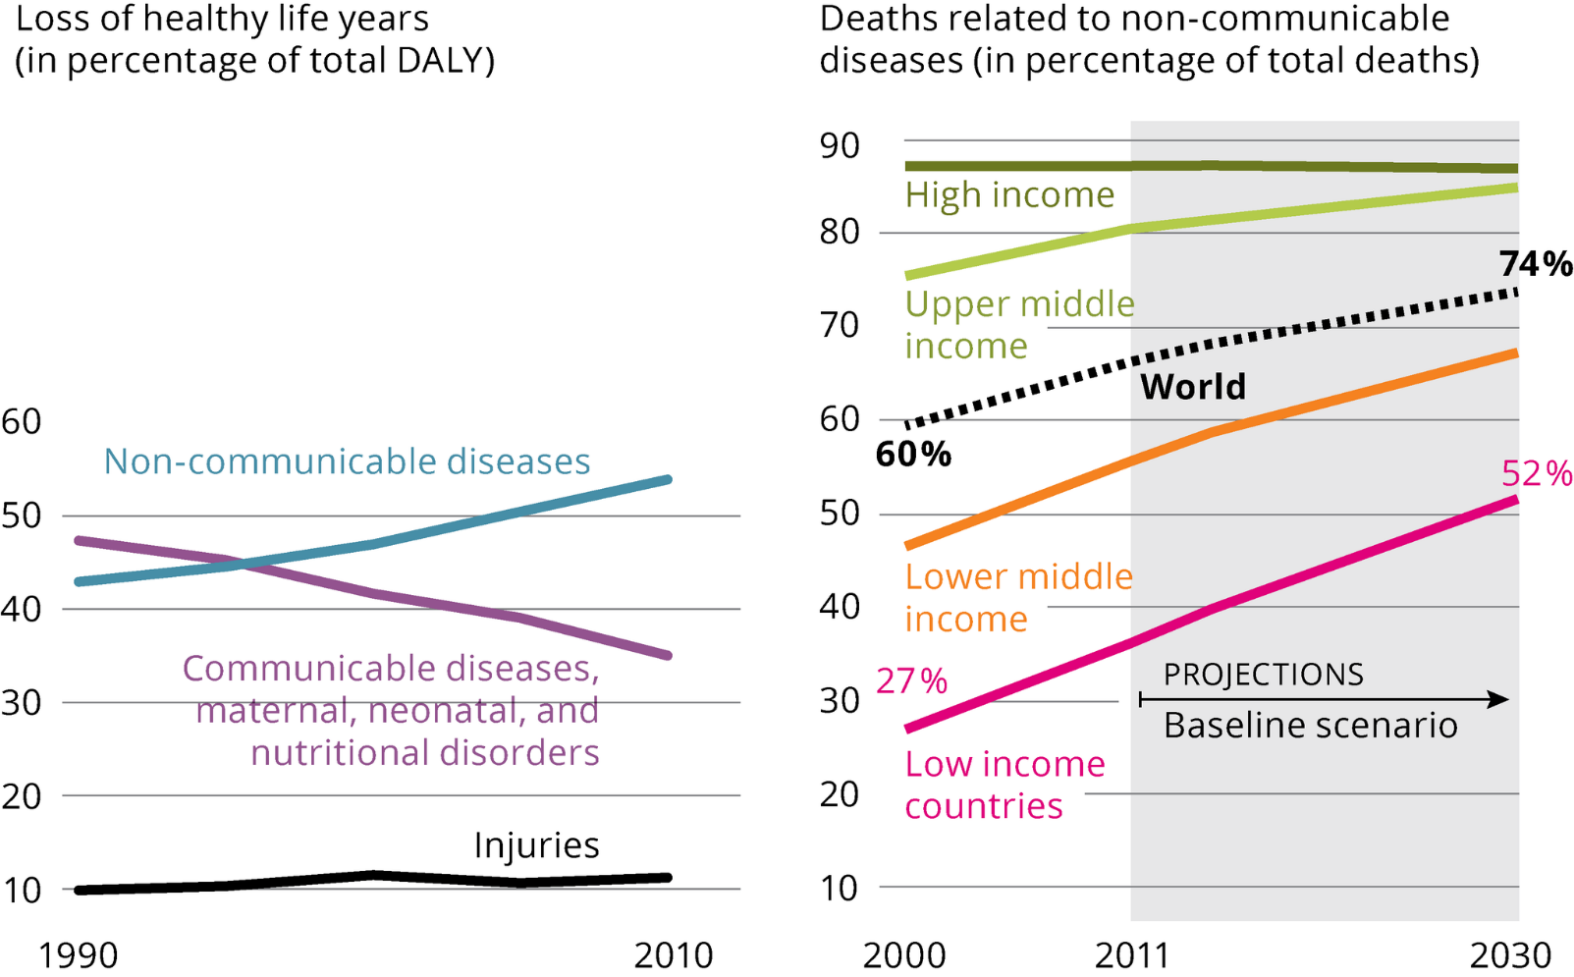 Loss of healthy life years
(in percentage of total DALY)
60
Non-communicable diseases
50
40
Communicable diseases,
maternal, neonatal, and
nutritional disorders
30
20
Injuries
10
1990
2010
Deaths related to non-communicable
diseases (in percentage of total deaths)
90
High income
80
74%
Upper middle
income
70
World
60
60%
52%
50
Lower middle
income
40
27%
PROJECTIONS
30
Baseline scenario
Low income
countries
20
10
2000
2011
2030